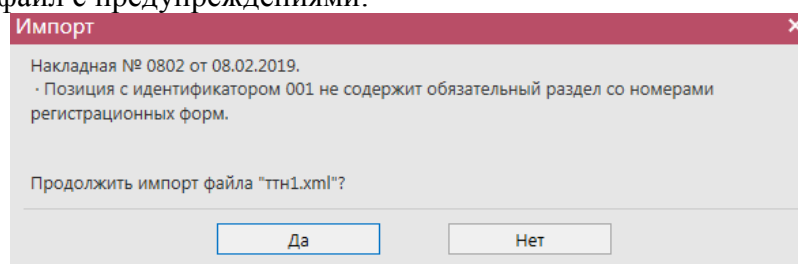 файл с предупреждениями:
Импорт
Накладная № 0802 от 08.02.2019.
· Позиция с идентификатором 001 не содержит обязательный раздел со номерами
регистрационных форм.
Продолжить импорт файла "ттн1.xml"?
Да Нет